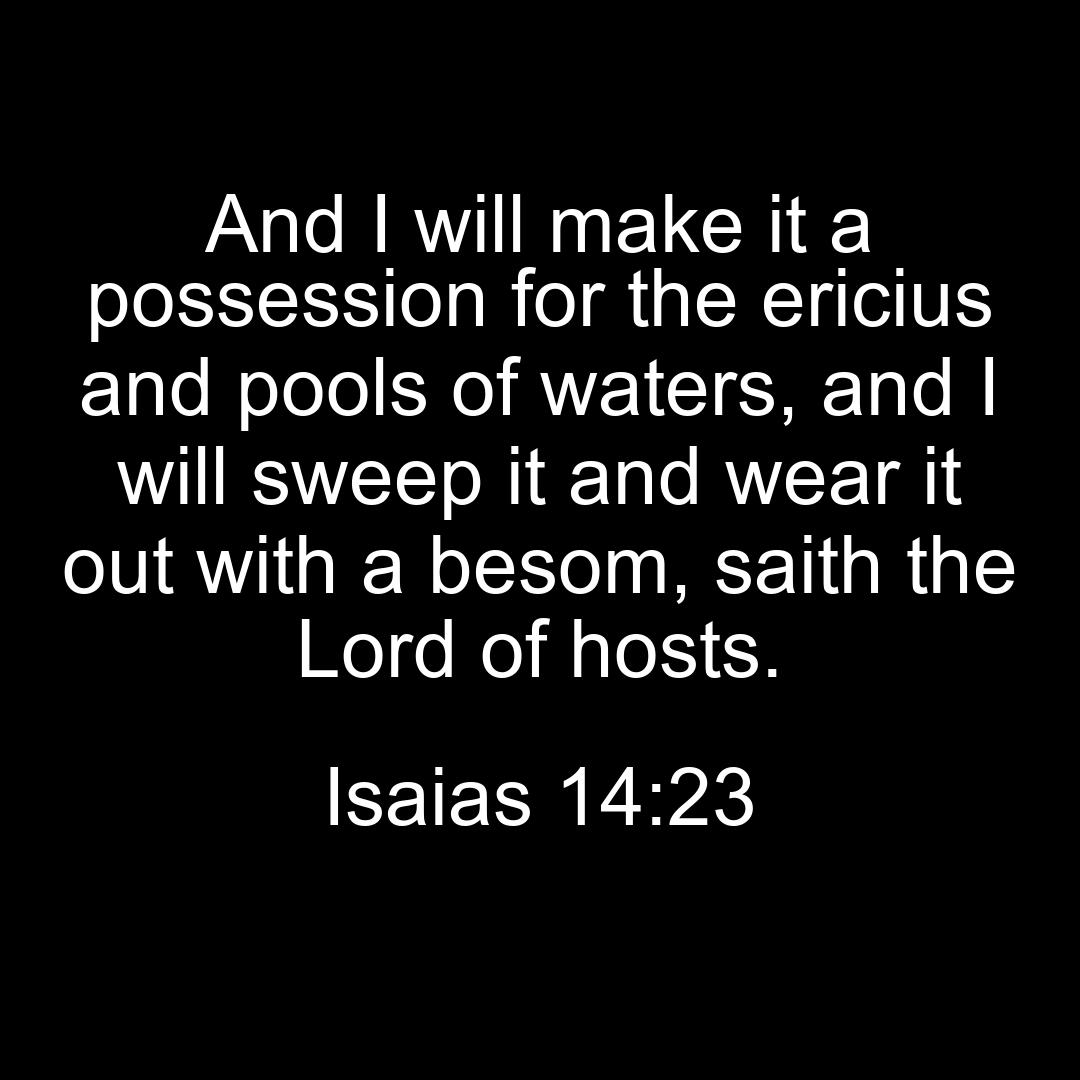 And I will make it a
possession for the ericius
and pools of waters, and I
will sweep it and wear it
out with a besom, saith the
Lord of hosts.
Isaias 14:23